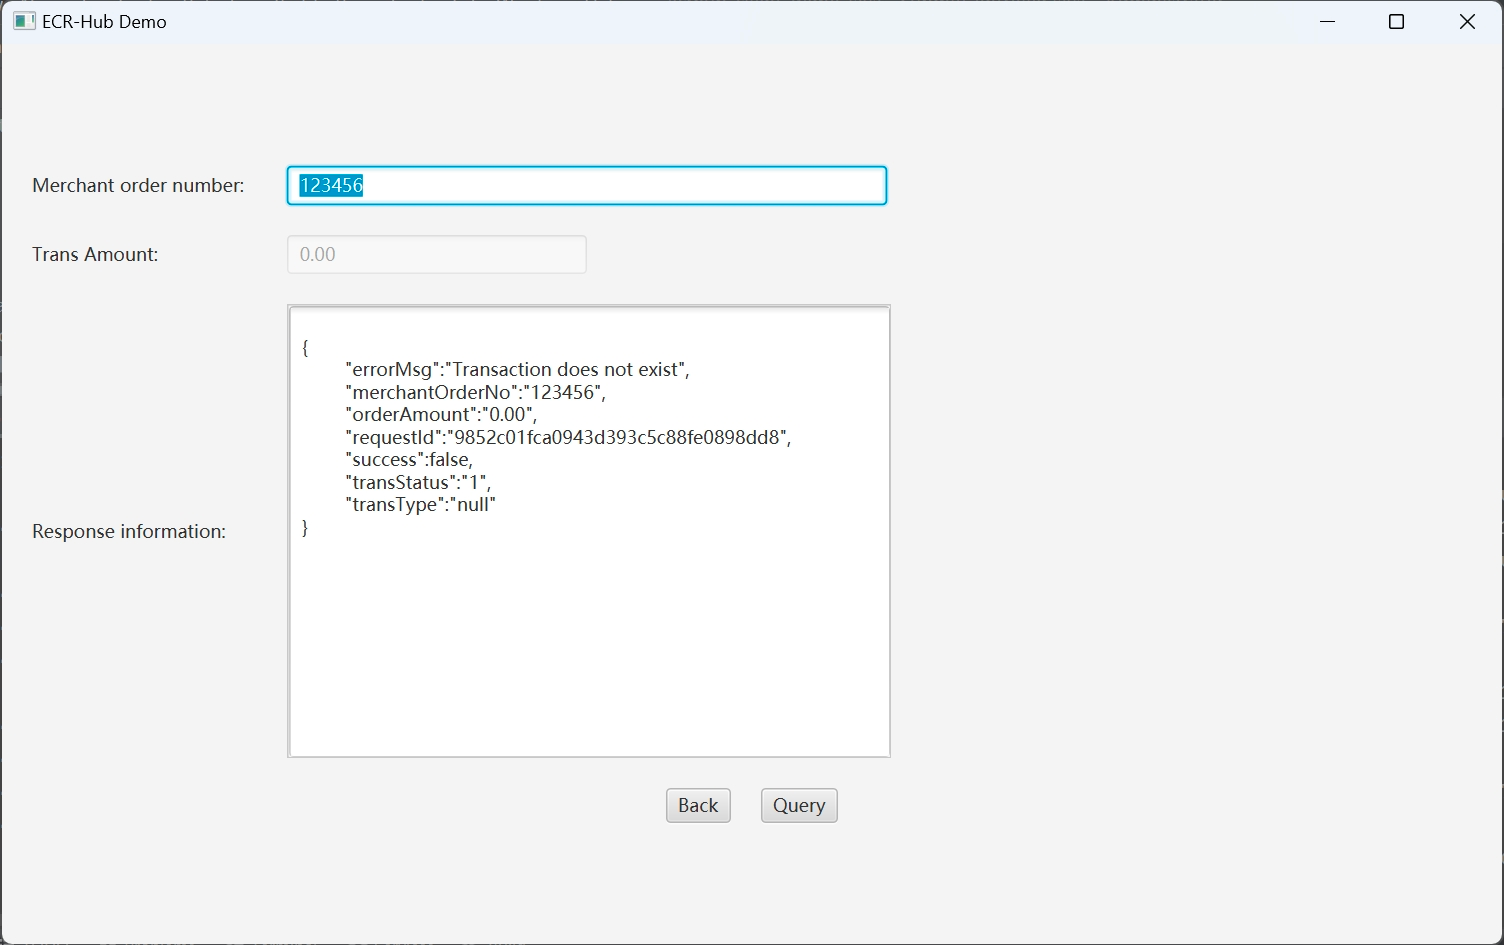 ECR-Hub Demo
Merchant order number:
123456
Trans Amount:
0.00
Response information:
{
"errorMsg":"Transaction does not exist",
"merchantOrderNo":"123456",
"orderAmount":"0.00",
"requestId":"9852c01fca0943d393c5c88fe0898dd8",
"success":false,
"transStatus":"1",
"transType":"null"
}
Back
Query